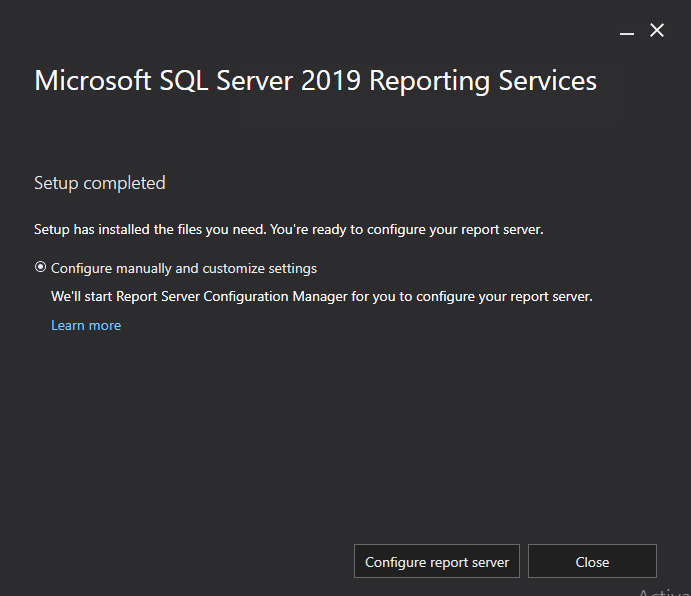 Microsoft SQL Server 2019 Reporting Services
Setup completed
Setup has installed the files you need. You're ready to configure your report server.
Configure manually and customize settings
We'll start Report Server Configuration Manager for you to configure your report server.
Learn more
Configure report server
Close